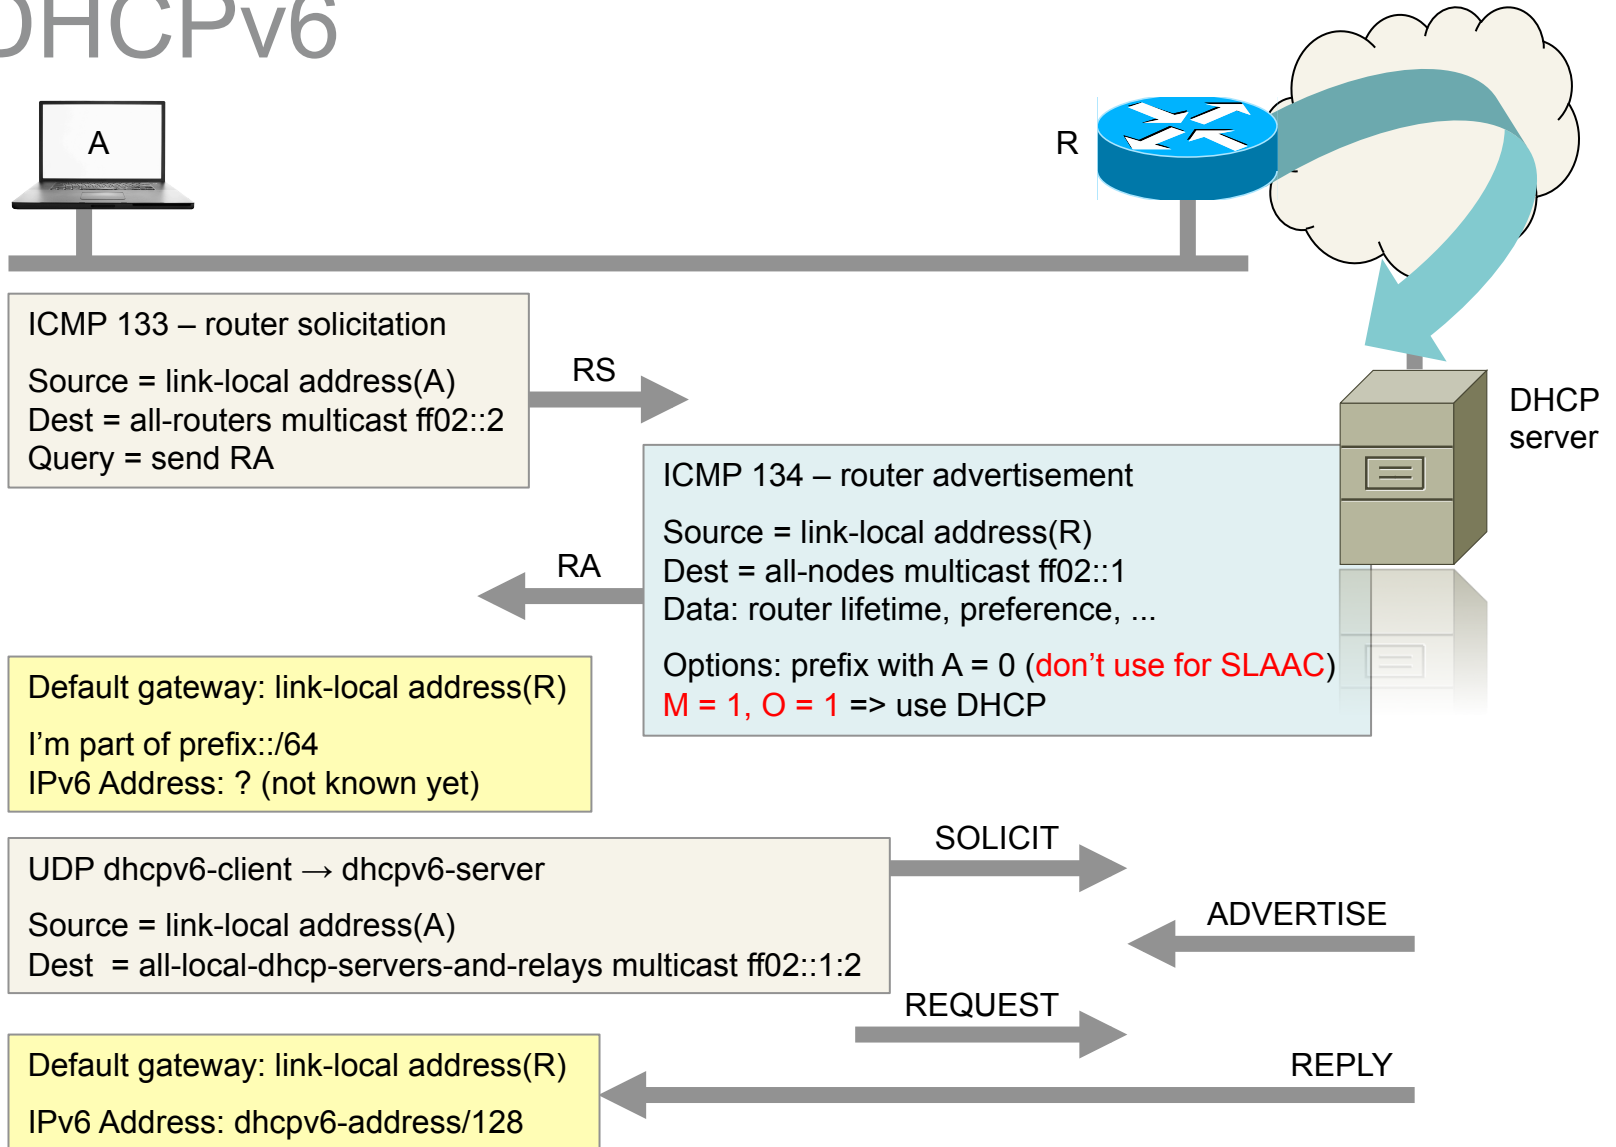 DHCPv6
A
R
ICMP 133 – router solicitation
Source = link-local address(A)
Dest = all-routers multicast ff02::2
Query = send RA
RS
DHCP
server
ICMP 134 – router advertisement
Source = link-local address(R)
Dest = all-nodes multicast ff02::1
Data: router lifetime, preference, ...
Options: prefix with A = 0 (don’t use for SLAAC)
M = 1, O = 1 => use DHCP
RA
Default gateway: link-local address(R)
I’m part of prefix::/64
IPv6 Address: ? (not known yet)
UDP dhcpv6-client → dhcpv6-server
Source = link-local address(A)
Dest = all-local-dhcp-servers-and-relays multicast ff02::1:2
SOLICIT
ADVERTISE
REQUEST
REPLY
Default gateway: link-local address(R)
IPv6 Address: dhcpv6-address/128